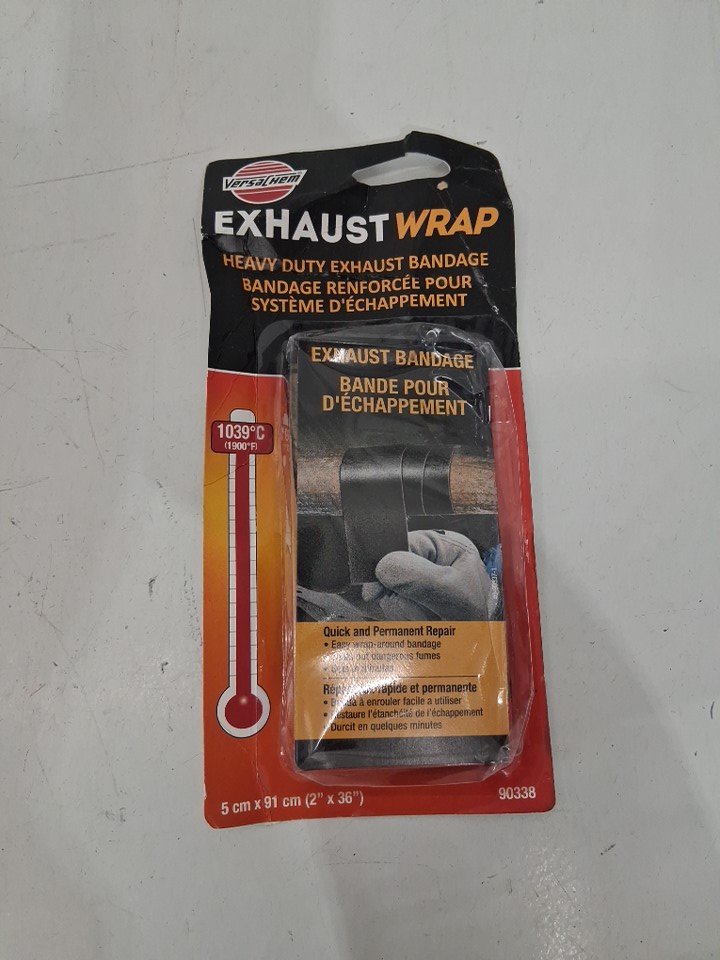 VERSACHEM
EXHAUST WRAP
HEAVY DUTY EXHAUST BANDAGE
BANDAGE RENFORCÉE POUR
SYSTÈME D'ÉCHAPPEMENT
EXHAUST BANDAGE
BANDE POUR
D'ÉCHAPPEMENT
1039°C
(1900°F)
Quick and Permanent Repair
• Easy wrap-around bandage
out dangerous fumes
minutes
rapide et permanente
à enrouler facile a utiliser
• Restaure l'étanchéité de l'échappement
• Durcit en quelques minutes
5 cm x 91 cm (2" x 36")
90338